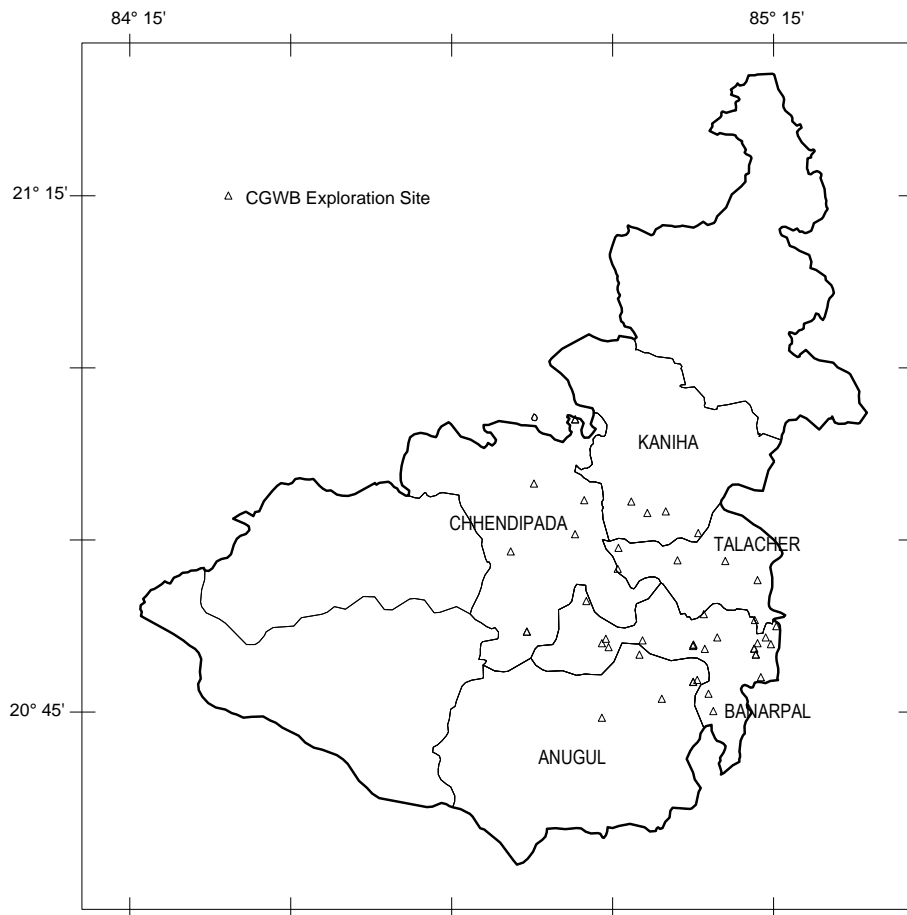 84° 15' 85° 15'
21° 15'
CGWB Exploration Site
KANIHA
CHHENDIPADA
TALACHER
20° 45'
BANARPAL
ANUGUL